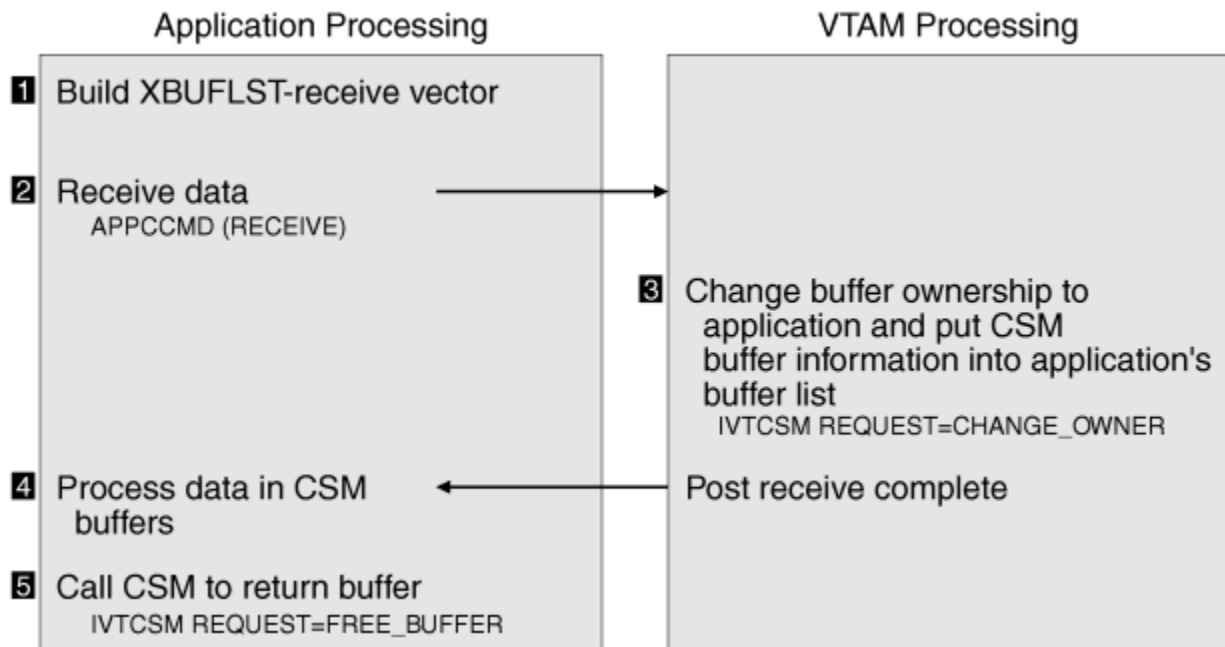 Application Processing
VTAM Processing
1 Build XBUFLST-receive vector
2 Receive data
APPCCMD (RECEIVE)
3 Change buffer ownership to
application and put CSM
buffer information into application's
buffer list
IVTCSM REQUEST=CHANGE_OWNER
4 Process data in CSM
buffers
Post receive complete
5 Call CSM to return buffer
IVTCSM REQUEST=FREE_BUFFER